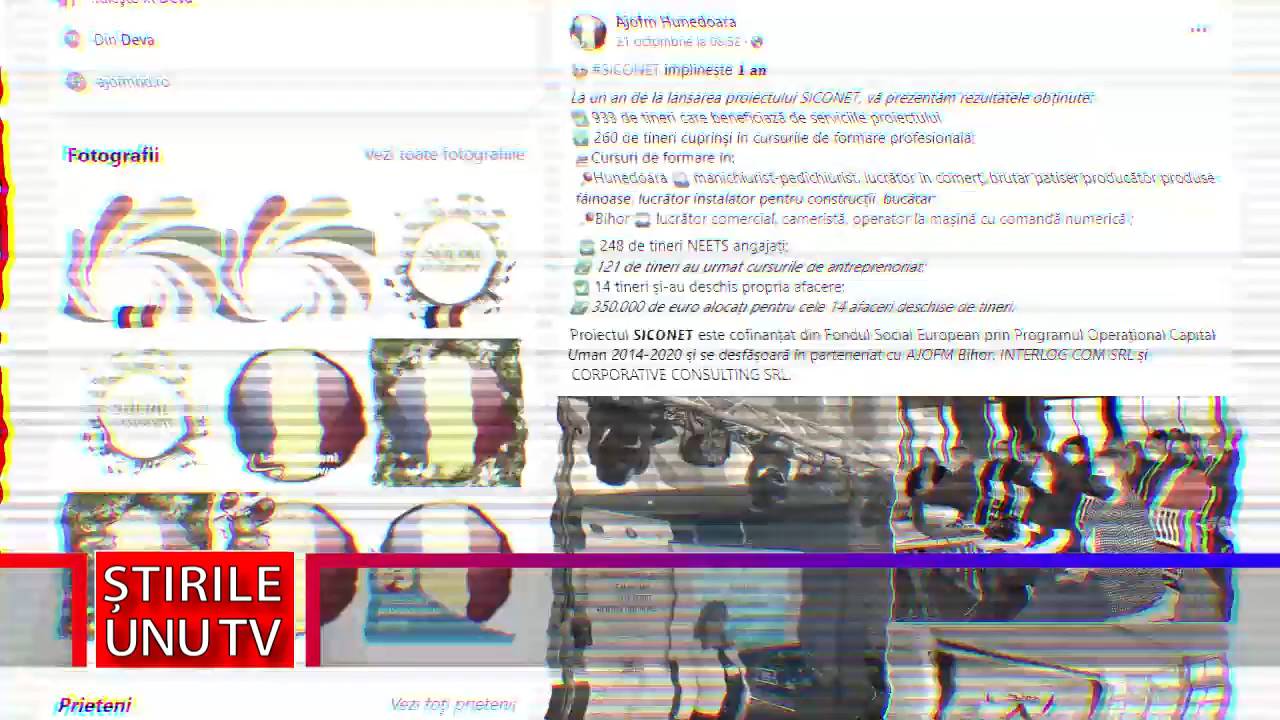 Din Deva
ajofmhd.ro
Fotografii
Vezi toate fotografiile
Ajofm Hunedoara
21 octombrie la 08:52
#SICONET împlinește 1 an
La un an de la lansarea proiectului SICONET, vă prezentăm rezultatele obținute:
933 de tineri care beneficiază de serviciile proiectului
260 de tineri cuprinși în cursurile de formare profesională:
Cursuri de formare în:
Hunedoara manichiurist-pedichiurist, lucrător în comerț, brutar patiser producător produse
făinoase, lucrător instalator pentru construcții, bucătar
Bihor lucrător comercial, cameristă, operator la mașină cu comandă numerică ;
248 de tineri NEETS angajați;
121 de tineri au urmat cursurile de antreprenoriat;
14 tineri și-au deschis propria afacere;
350.000 de euro alocați pentru cele 14 afaceri deschise de tineri.
Proiectul SICONET este cofinanțat din Fondul Social European prin Programul Operațional Capital
Uman 2014-2020 și se desfășoară în parteneriat cu AJOFM Bihor, INTERLOG COM SRL și
CORPORATIVE CONSULTING SRL.
ȘTIRILE
UNU TV
Prieteni
Vezi toți prietenii